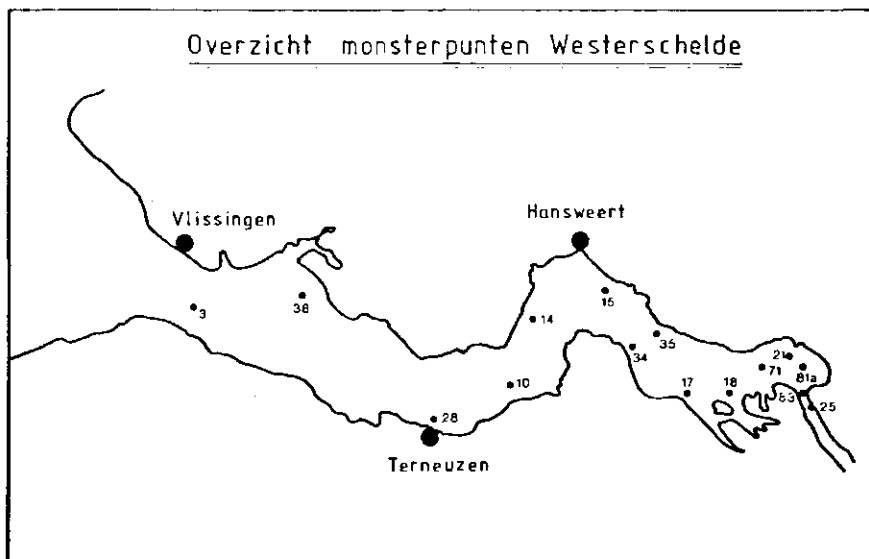 Overzicht monsterpunten Westerschelde
Vlissingen
Hansweert
3
38
14
15
35
34
21
71
81a
10
17
18
83
25
28
Terneuzen